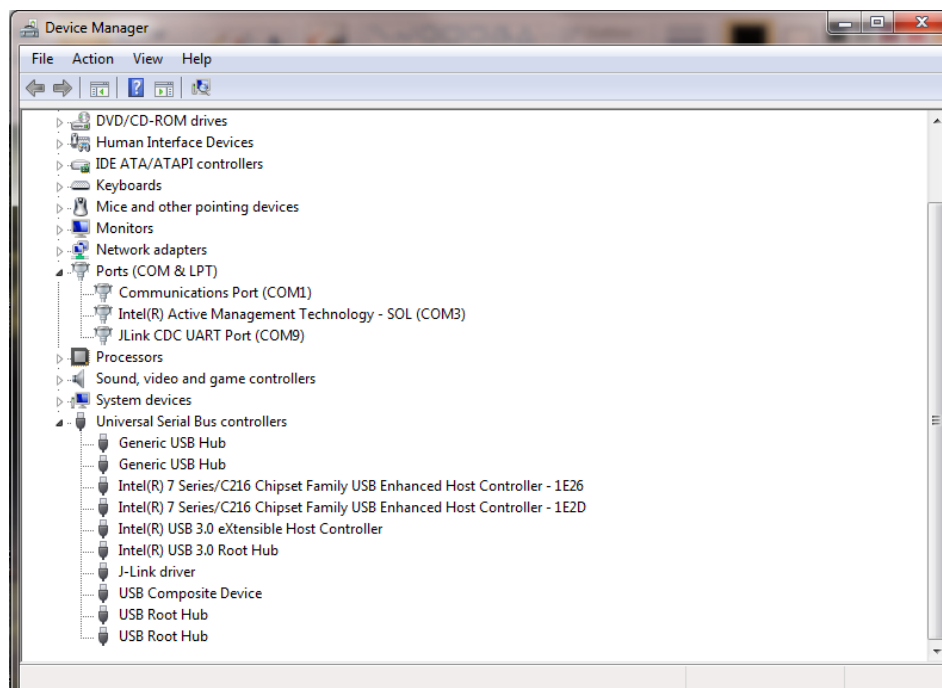 Device Manager
File Action View Help
DVD/CD-ROM drives
Human Interface Devices
IDE ATA/ATAPI controllers
Keyboards
Mice and other pointing devices
Monitors
Network adapters
Ports (COM & LPT)
Communications Port (COM1)
Intel(R) Active Management Technology - SOL (COM3)
JLink CDC UART Port (COM9)
Processors
Sound, video and game controllers
System devices
Universal Serial Bus controllers
Generic USB Hub
Generic USB Hub
Intel(R) 7 Series/C216 Chipset Family USB Enhanced Host Controller - 1E26
Intel(R) 7 Series/C216 Chipset Family USB Enhanced Host Controller - 1E2D
Intel(R) USB 3.0 eXtensible Host Controller
Intel(R) USB 3.0 Root Hub
J-Link driver
USB Composite Device
USB Root Hub
USB Root Hub